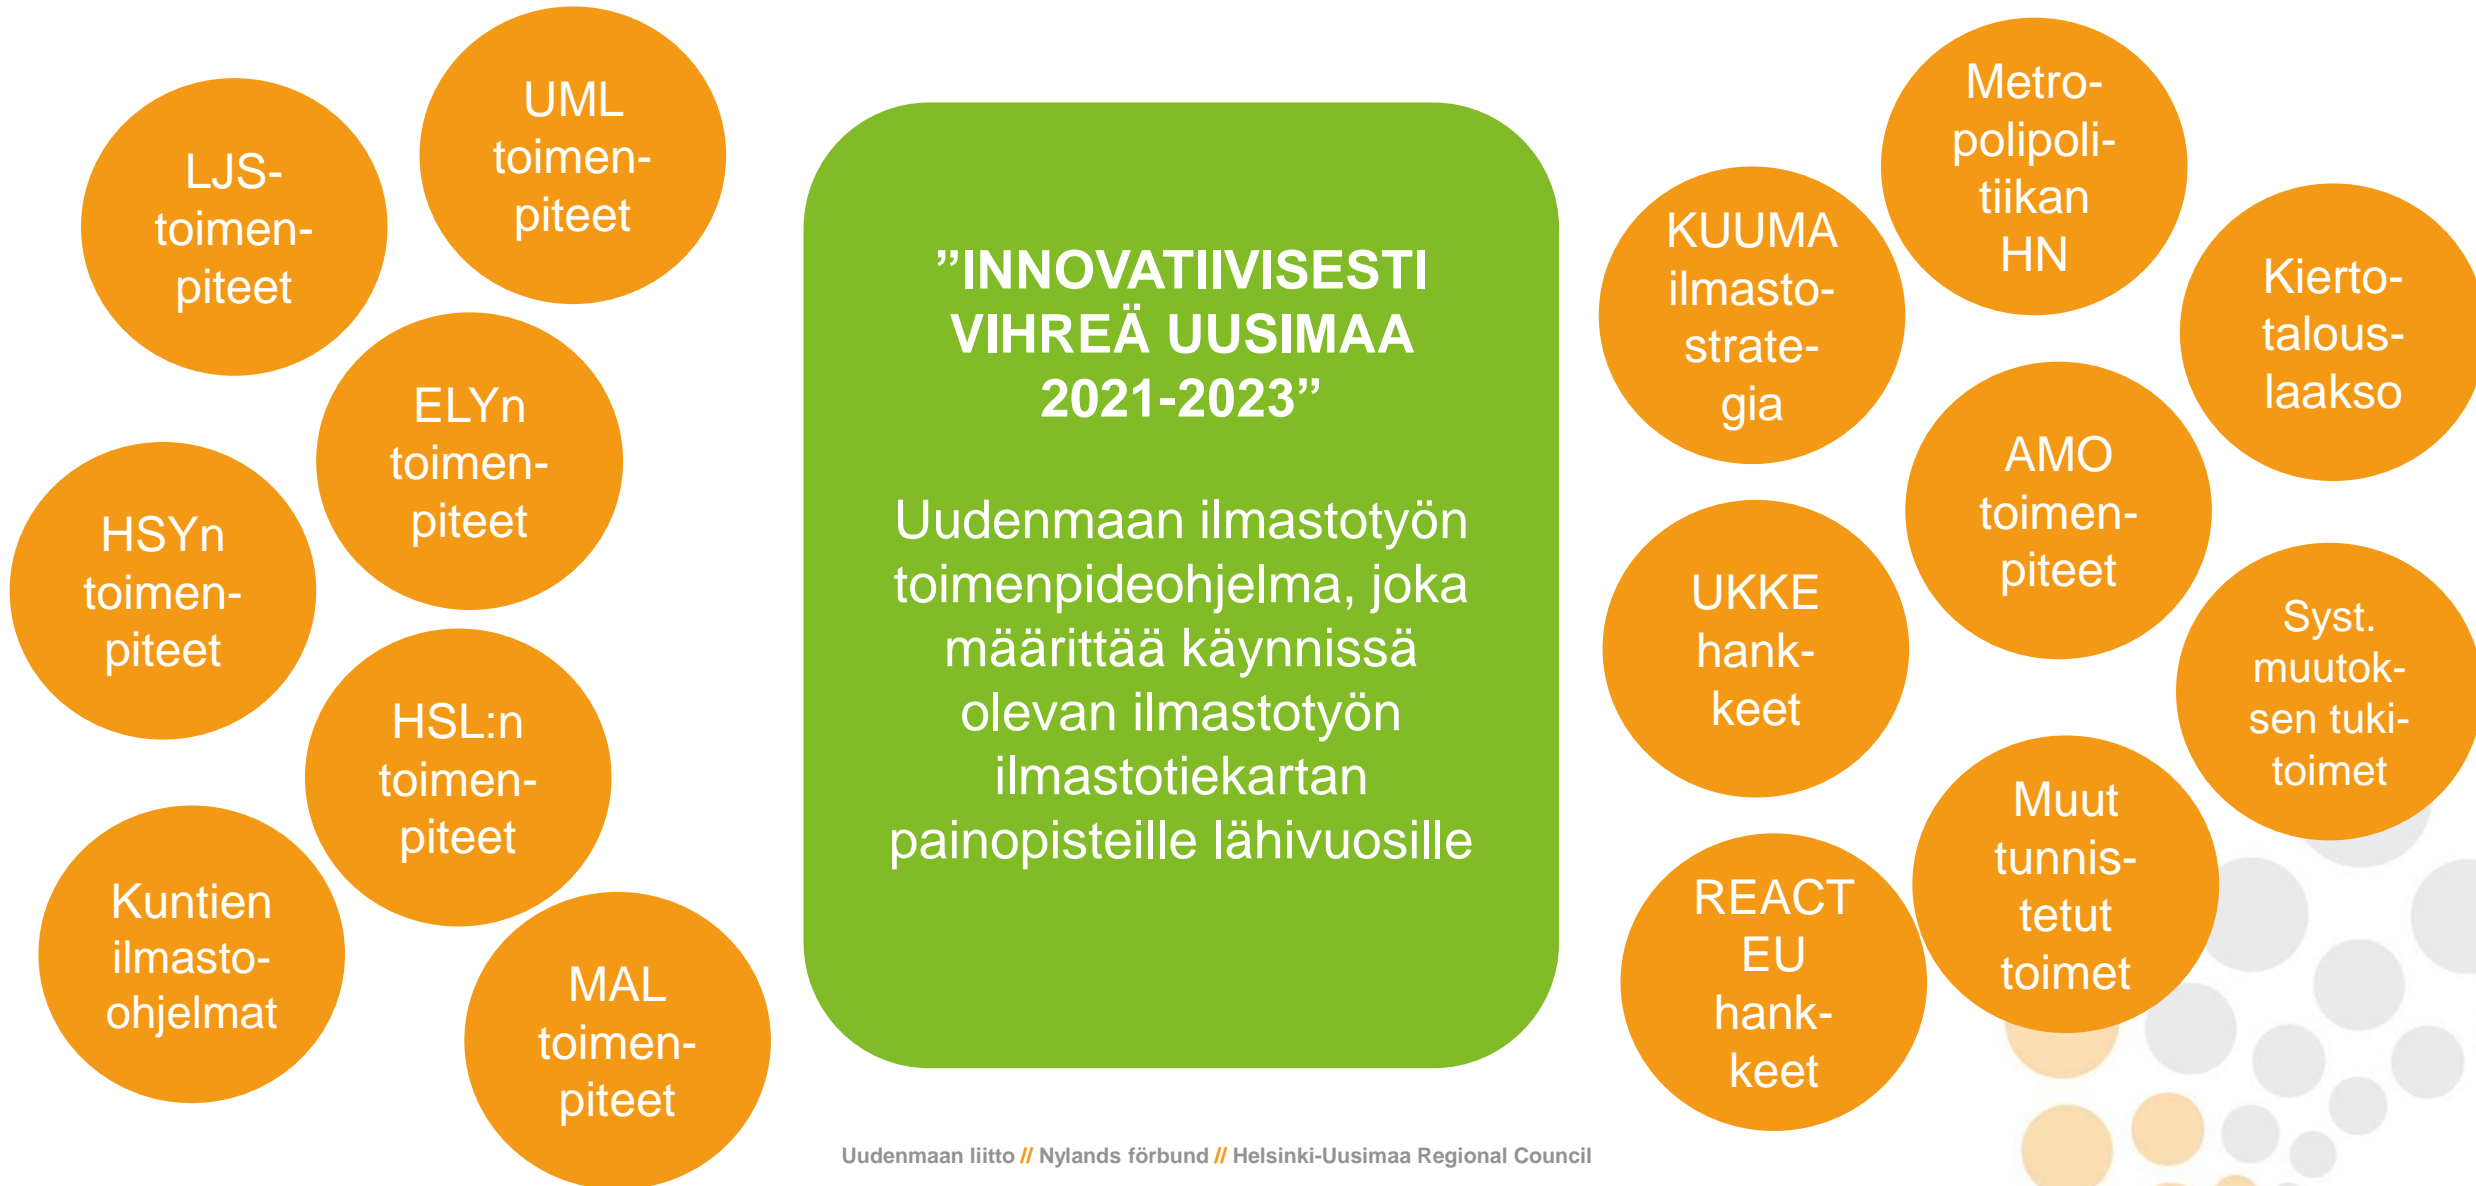 UML
toimen-
piteet
LJS-
toimen-
piteet
ELYn
toimen-
piteet
HSYn
toimen-
piteet
HSL:n
toimen-
piteet
Kuntien
ilmasto-
ohjelmat
MAL
toimen-
piteet
”INNOVATIIVISESTI
VIHREÄ UUSIMAA
2021-2023”
Uudenmaan ilmastotyön
toimenpideohjelma, joka
määrittää käynnissä
olevan ilmastotyön
ilmastotiekartan
painopisteille lähivuosille
Metro-
polipoli-
tiikan
HN
KUUMA
ilmasto-
strate-
gia
Kierto-
talous-
laakso
AMO
toimen-
piteet
UKKE
hank-
keet
Syst.
muutok-
sen tuki-
toimet
Muut
tunnis-
tetut
toimet
REACT
EU
hank-
keet
Uudenmaan liitto // Nylands förbund // Helsinki-Uusimaa Regional Council